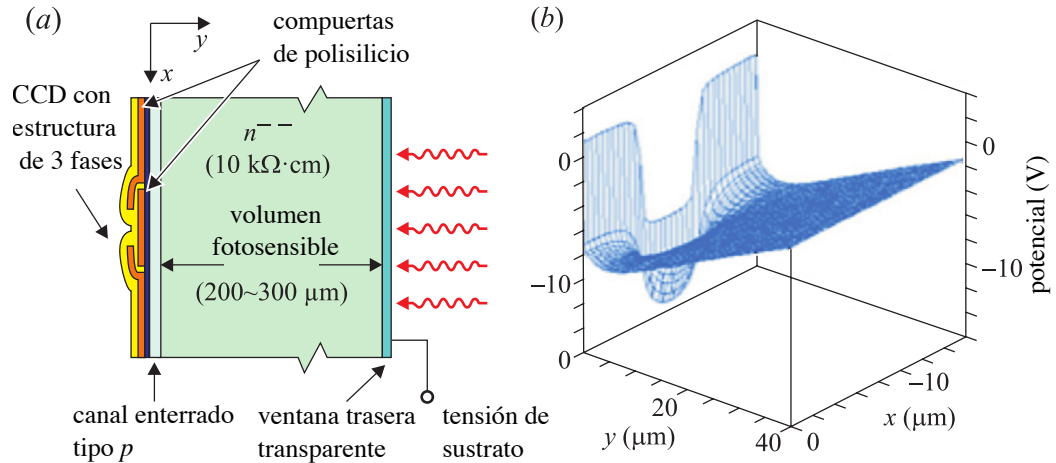 (a)
y
x
compuertas
de polisilicio
CCD con
estructura
de 3 fases
n−−
(10 kΩ·cm)
volumen
fotosensible
(200~300 μm)
canal enterrado
tipo p
ventana trasera
transparente
tensión de
sustrato
(b)
0
−10
0
20
40
y (μm)
0
−10
x (μm)
0
−10
potencial (V)